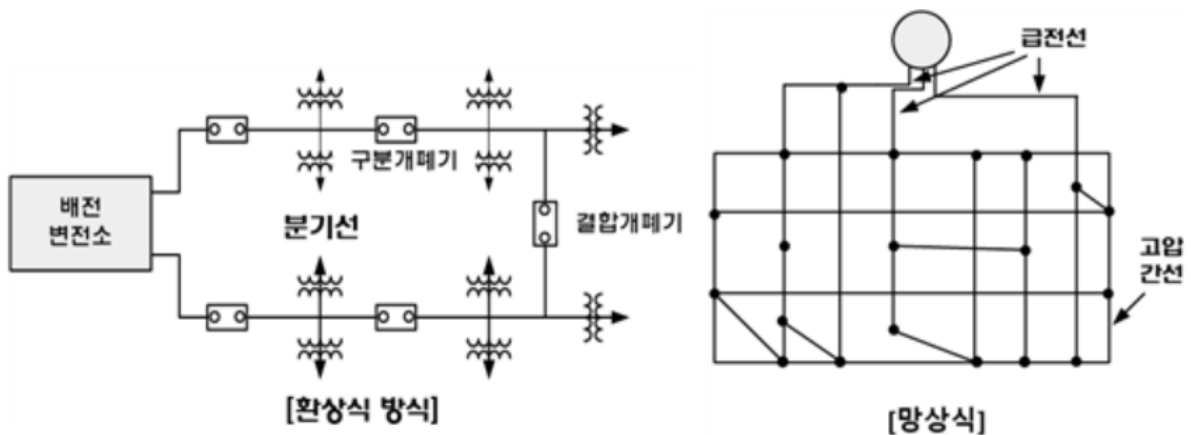 배전
변전소
구분개폐기
분기선
결합개폐기
[환상식 방식]
급전선
고압
간선
[망상식]